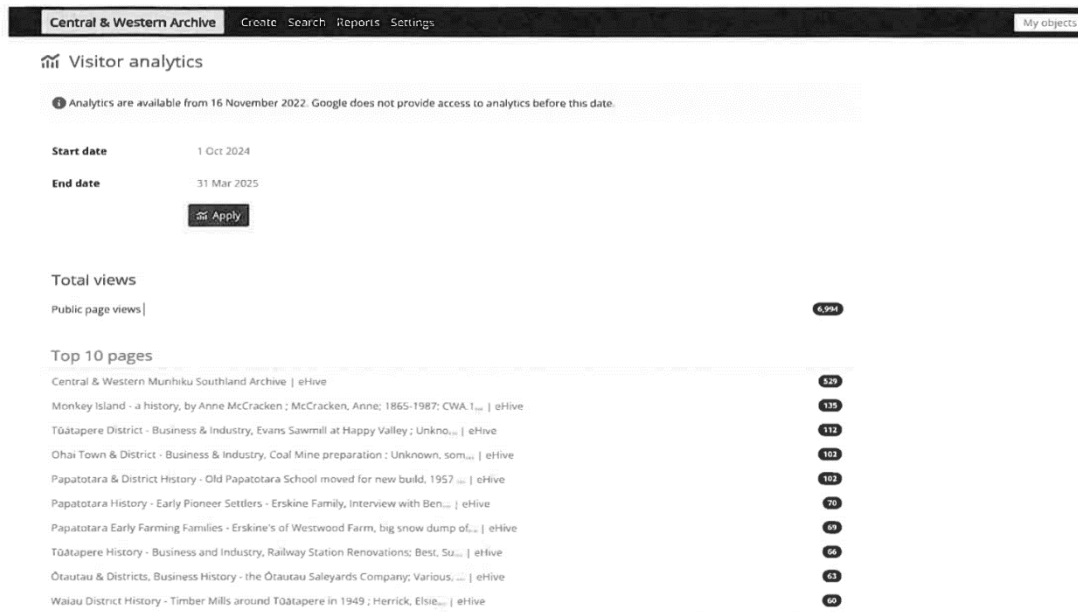 Central & Western Archive Create Search Reports Settings My objects
Visitor analytics
Analytics are available from 16 November 2022. Google does not provide access to analytics before this date.
Start date 1 Oct 2024
End date 31 Mar 2025
Apply
Total views
Public page views 6,994
Top 10 pages
Central & Western Murihiku Southland Archive | eHive 529
Monkey Island - a history, by Anne McCracken ; McCracken, Anne; 1865-1987; CWA.1... | eHive 135
Tūātapere District - Business & Industry, Evans Sawmill at Happy Valley ; Unkno... | eHive 112
Ohai Town & District - Business & Industry, Coal Mine preparation ; Unknown, som... | eHive 102
Papatotara & District History - Old Papatotara School moved for new build, 1957 ... | eHive 102
Papatotara History - Early Pioneer Settlers - Erskine Family, Interview with Ben... | eHive 70
Papatotara Early Farming Families - Erskine's of Westwood Farm, big snow dump of... | eHive 69
Tūātapere History - Business and Industry, Railway Station Renovations; Best, Su... | eHive 66
Ōtautau & Districts, Business History - the Ōtautau Saleyards Company; Various, ... | eHive 63
Waiau District History - Timber Mills around Tūātapere in 1949 ; Herrick, Elsie... | eHive 60